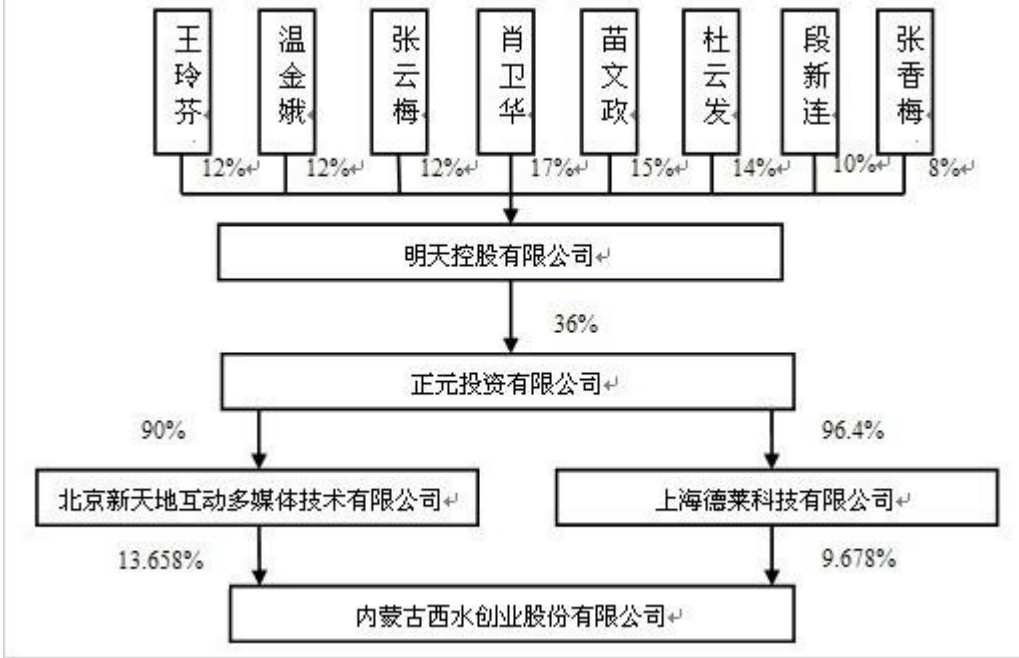 王玲芬
温金娥
张云梅
肖卫华
苗文政
杜云发
段新连
张香梅
12%
12%
12%
17%
15%
14%
10%
8%
明天控股有限公司
36%
正元投资有限公司
90%
96.4%
北京新天地互动多媒体技术有限公司
上海德莱科技有限公司
13.658%
9.678%
内蒙古西水创业股份有限公司